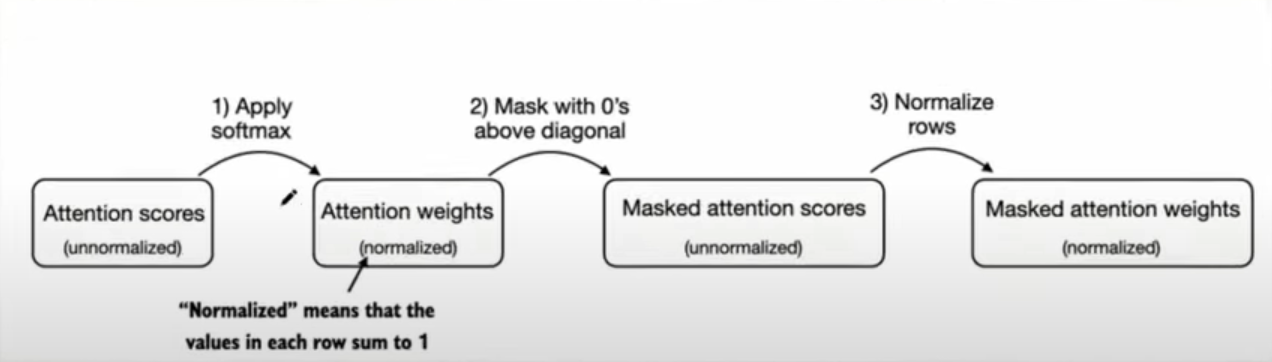 1) Apply
softmax
2) Mask with 0's
above diagonal
3) Normalize
rows
Attention scores
(unnormalized)
Attention weights
(normalized)
Masked attention scores
(unnormalized)
Masked attention weights
(normalized)
“Normalized” means that the
values in each row sum to 1